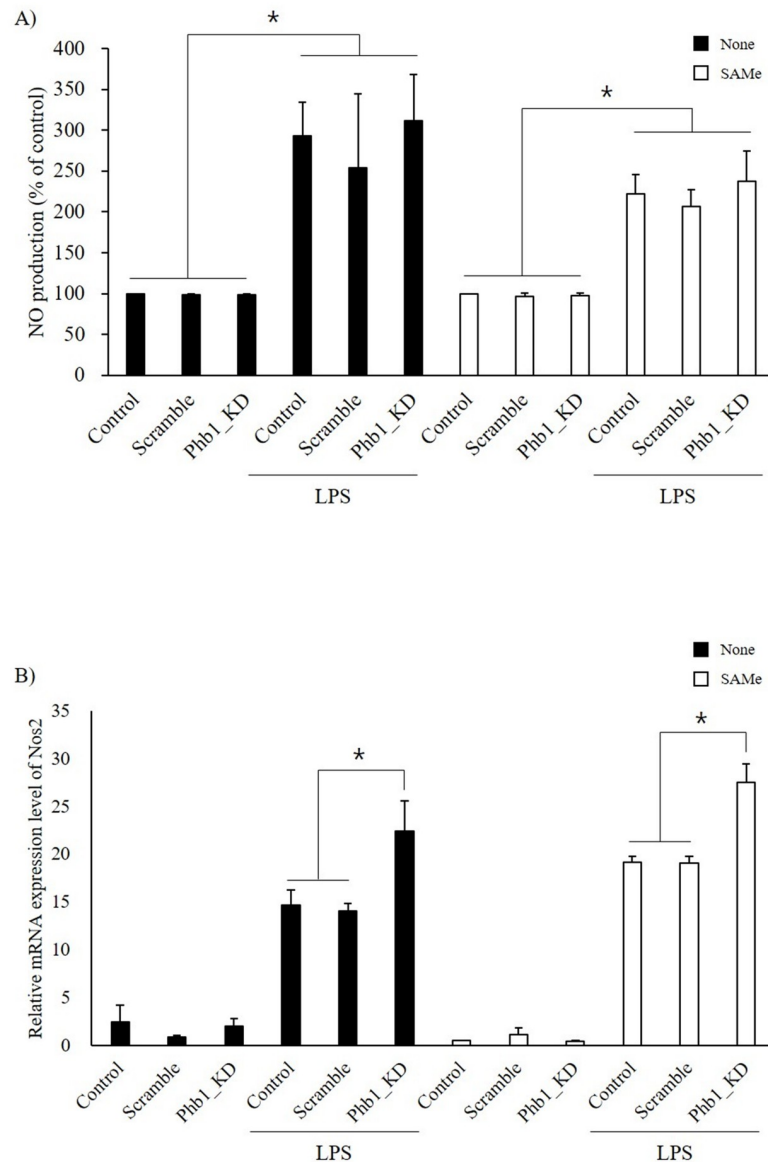 A)
*
*
None
SAMe
NO production (% of control)
400
350
300
250
200
150
100
50
0
Control
Scramble
Phb1_KD
Control
Scramble
Phb1_KD
Control
Scramble
Phb1_KD
Control
Scramble
Phb1_KD
LPS
LPS
B)
None
SAMe
*
*
Relative mRNA expression level of Nos2
35
30
25
20
15
10
5
0
Control
Scramble
Phb1_KD
Control
Scramble
Phb1_KD
Control
Scramble
Phb1_KD
Control
Scramble
Phb1_KD
LPS
LPS